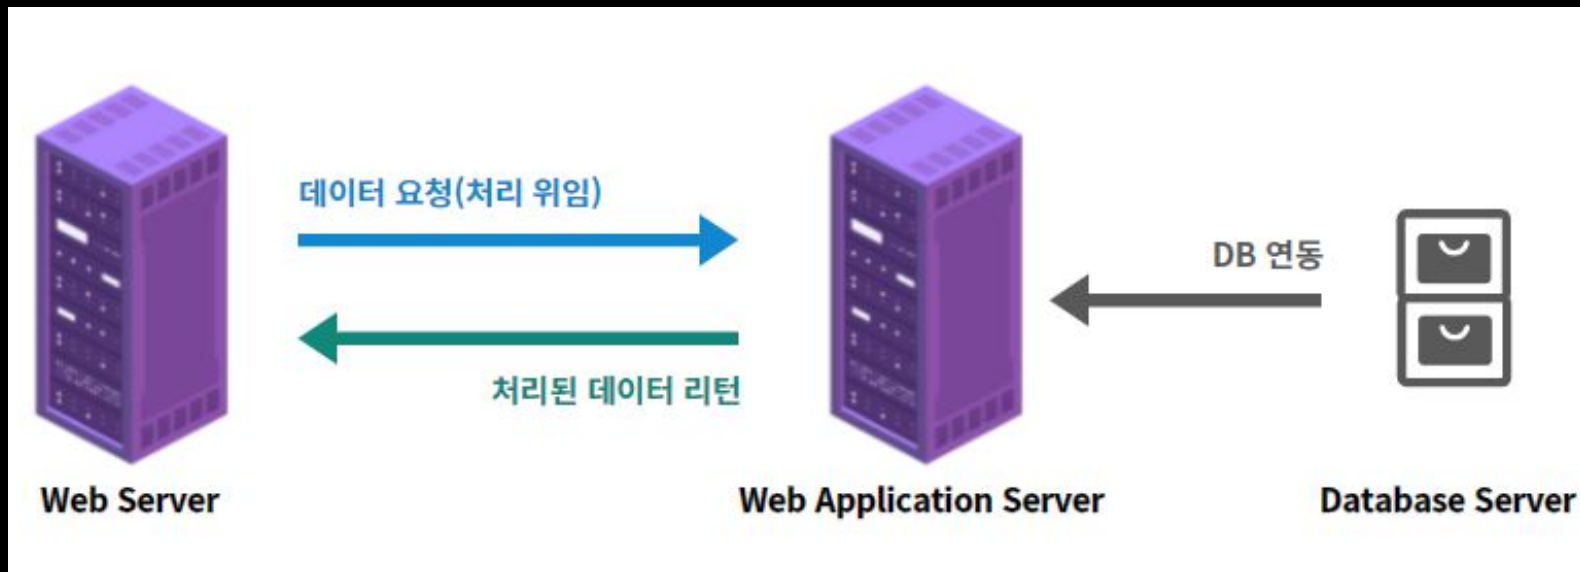 데이터 요청(처리 위임)
DB 연동
처리된 데이터 리턴
Web Server
Web Application Server
Database Server